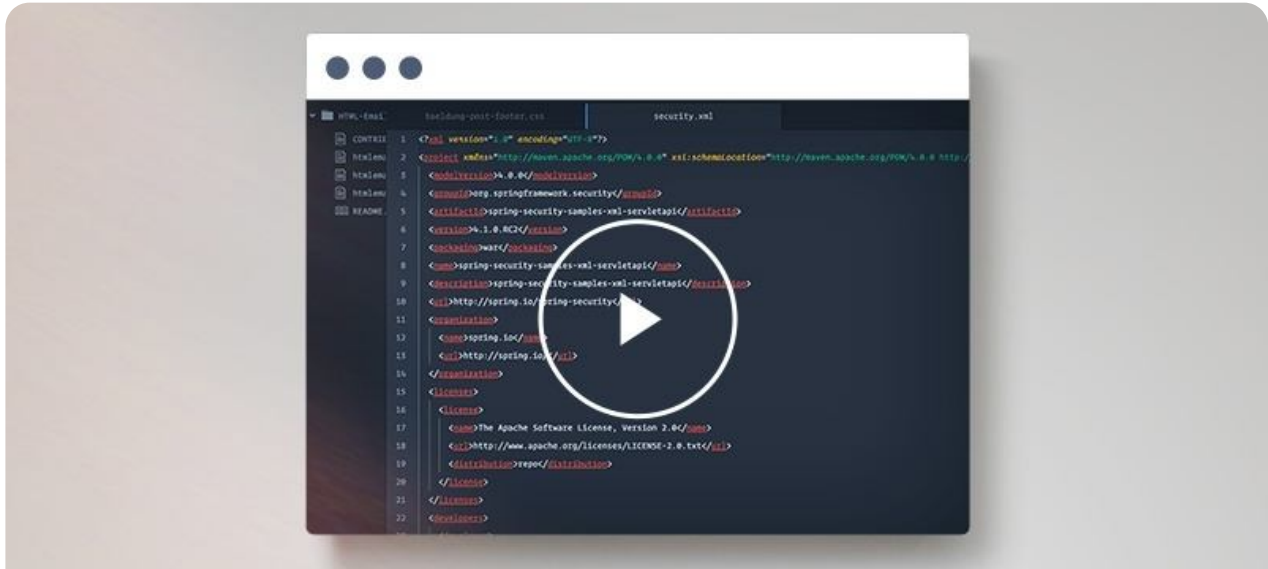 HTML-Emai
baeldung-post-footer.css
security.xml
CONTRIE
htmlemu
htmlemu
htmlemu
README.
1 <?xml version="1.0" encoding="UTF-8"?>
2 <project xmlns="http://maven.apache.org/POM/4.0.0" xsi:schemaLocation="http://maven.apache.org/POM/4.0.0 http:/
3 <modelVersion>4.0.0</modelVersion>
4 <groupId>org.springframework.security</groupId>
5 <artifactId>spring-security-samples-xml-servletapi</artifactId>
6 <version>4.1.0.RC2</version>
7 <packaging>war</packaging>
8 <name>spring-security-samples-xml-servletapi</name>
9 <description>spring-security-samples-xml-servletapi</description>
10 <url>http://spring.io/spring-security</url>
11 <organization>
12 <name>spring.io</name>
13 <url>http://spring.io/</url>
14 </organization>
15 <licenses>
16 <license>
17 <name>The Apache Software License, Version 2.0</name>
18 <url>http://www.apache.org/licenses/LICENSE-2.0.txt</url>
19 <distribution>repo</distribution>
20 </license>
21 </licenses>
22 <developers>